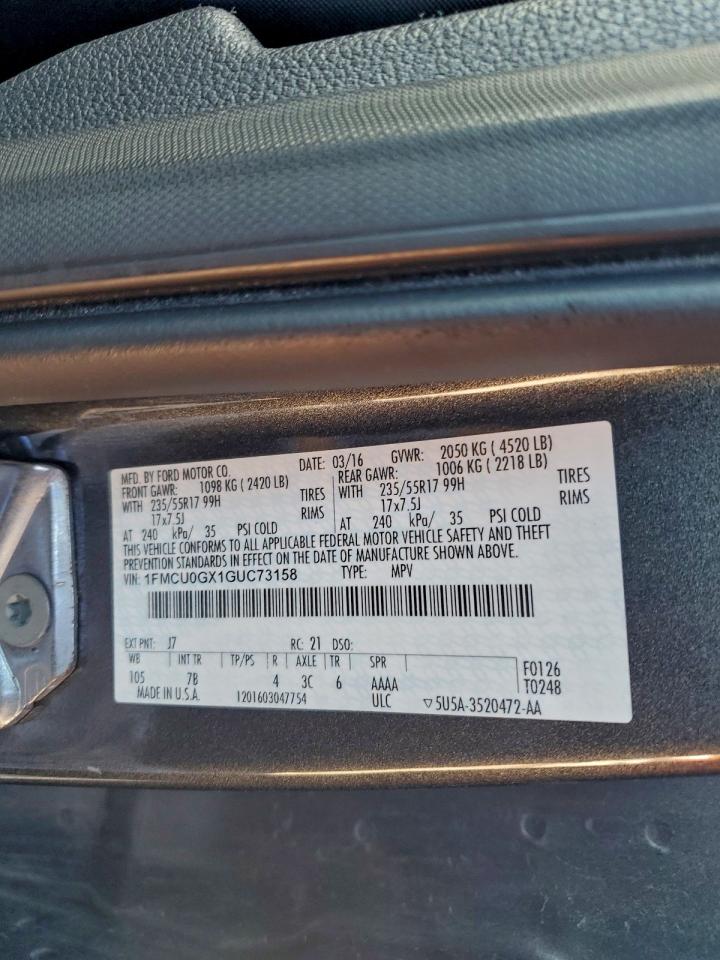 MFD. BY FORD MOTOR CO. DATE: 03/16 GVWR: 2050 KG ( 4520 LB)
FRONT GAWR: 1098 KG ( 2420 LB) REAR GAWR: 1006 KG ( 2218 LB)
WITH 235/55R17 99H TIRES WITH 235/55R17 99H TIRES
17x7.5J RIMS 17x7.5J RIMS
AT 240 kPa/ 35 PSI COLD AT 240 kPa/ 35 PSI COLD
THIS VEHICLE CONFORMS TO ALL APPLICABLE FEDERAL MOTOR VEHICLE SAFETY AND THEFT
PREVENTION STANDARDS IN EFFECT ON THE DATE OF MANUFACTURE SHOWN ABOVE.
VIN: 1FMCU0GX1GUC73158 TYPE: MPV
EXT PNT: J7 RC: 21 DSO:
WB INT TR TP/PS R AXLE TR SPR
105 7B 4 3C 6 AAAA F0126
T0248
MADE IN U.S.A. 1201603047754 ULC ▽5U5A-3520472-AA